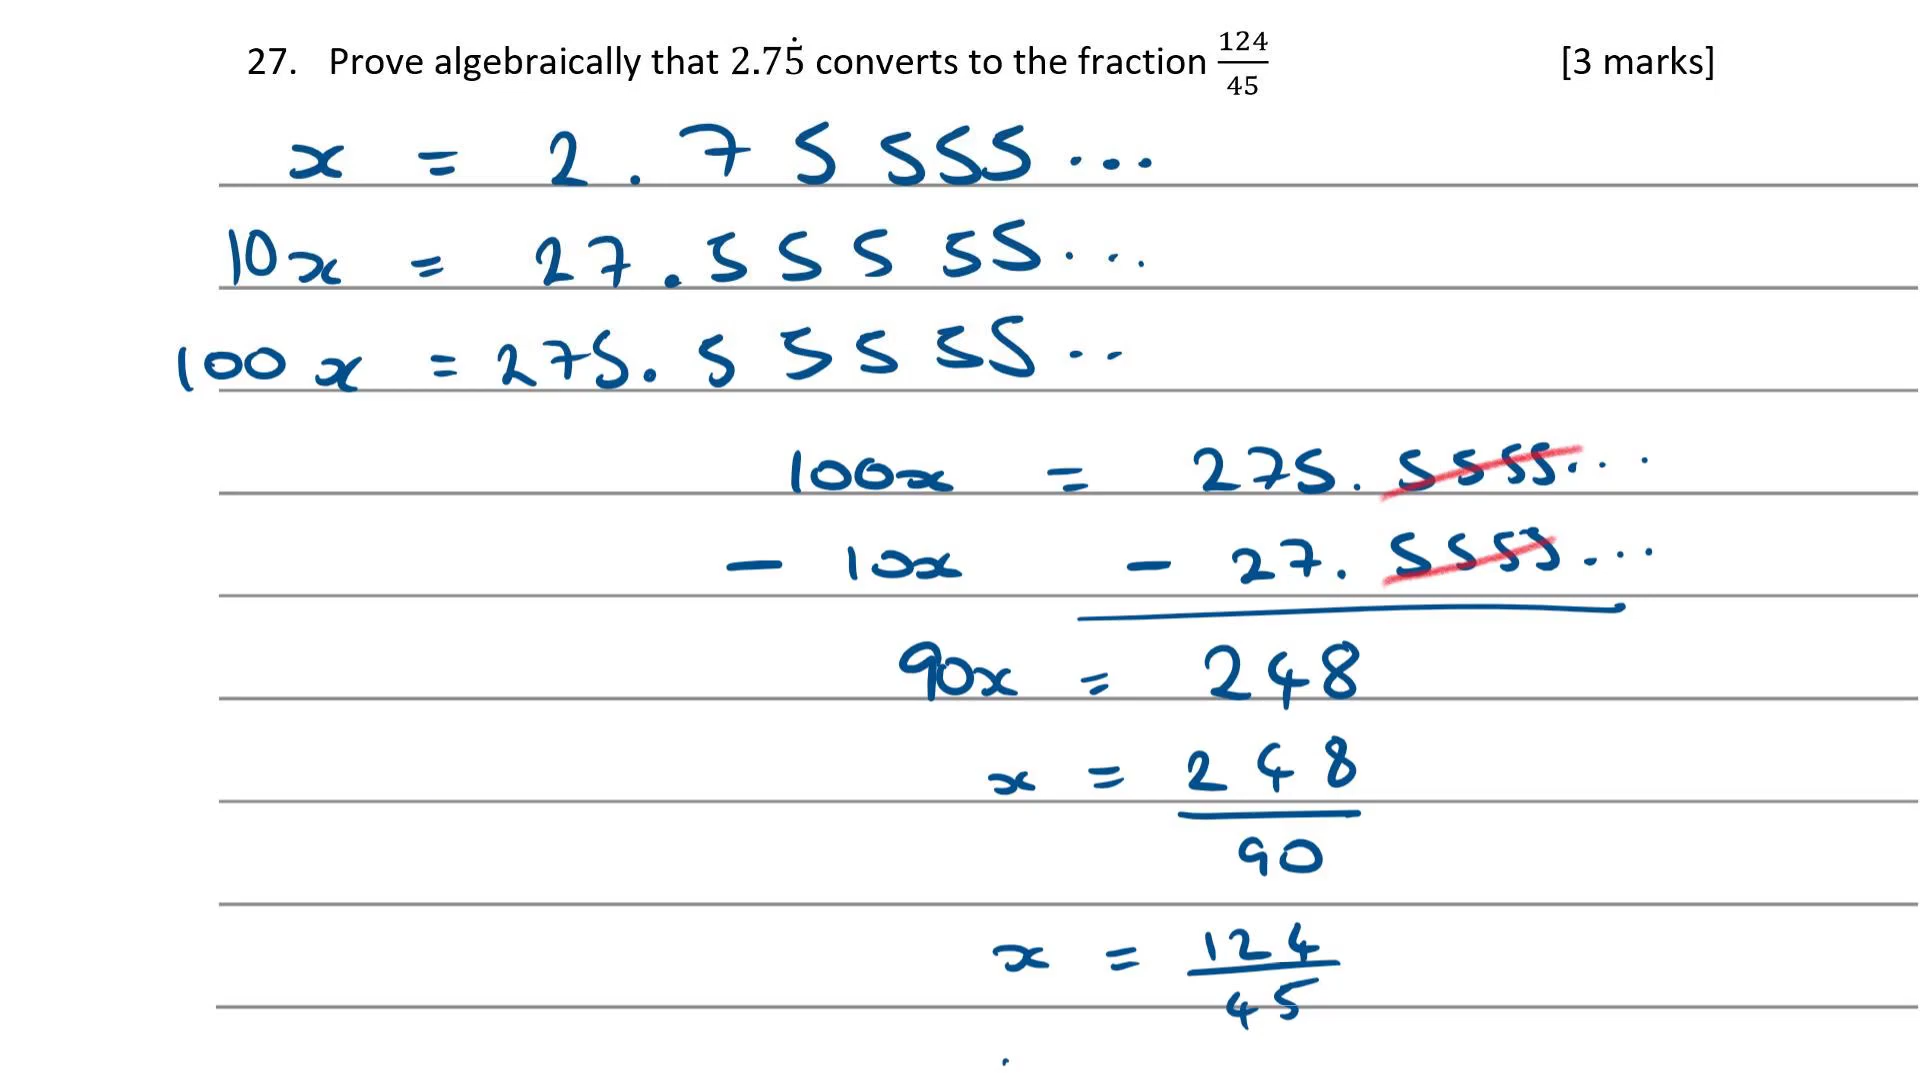 27. Prove algebraically that 2.75̇ converts to the fraction 124/45 [3 marks]
x = 2.75555...
10x = 27.55555...
100x = 275.55555..
100x = 275.5555...
- 10x - 27.5555...
90x = 248
x = 248/90
x = 124/45